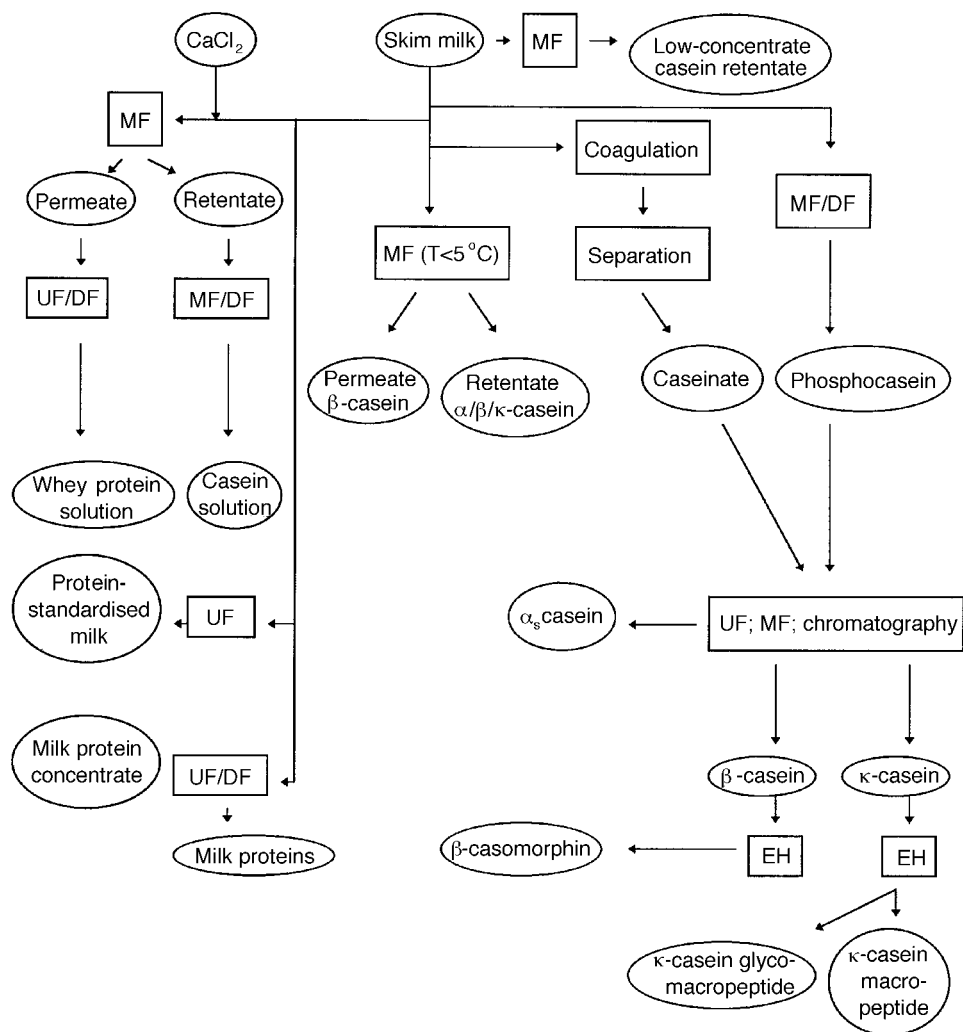 CaCl₂
Skim milk
MF
Low-concentrate
casein retentate
MF
Coagulation
Permeate
Retentate
MF/DF
MF (T<5 °C)
Separation
UF/DF
MF/DF
Permeate
β-casein
Retentate
α/β/κ-casein
Caseinate
Phosphocasein
Whey protein
solution
Casein
solution
Protein-
standardised
milk
UF
αₛcasein
UF; MF; chromatography
Milk protein
concentrate
UF/DF
β-casein
κ-casein
Milk proteins
β-casomorphin
EH
EH
κ-casein glyco-
macropeptide
κ-casein
macro-
peptide